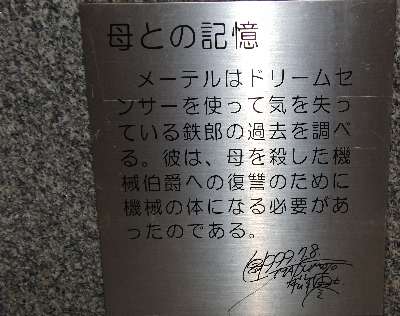 母との記憶
メーテルはドリームセ
ンサーを使って気を失っ
ている鉄郎の過去を調べ
る。彼は、母を殺した機
械伯爵への復讐のために
機械の体になる必要があ
ったのである。
1999.7.8